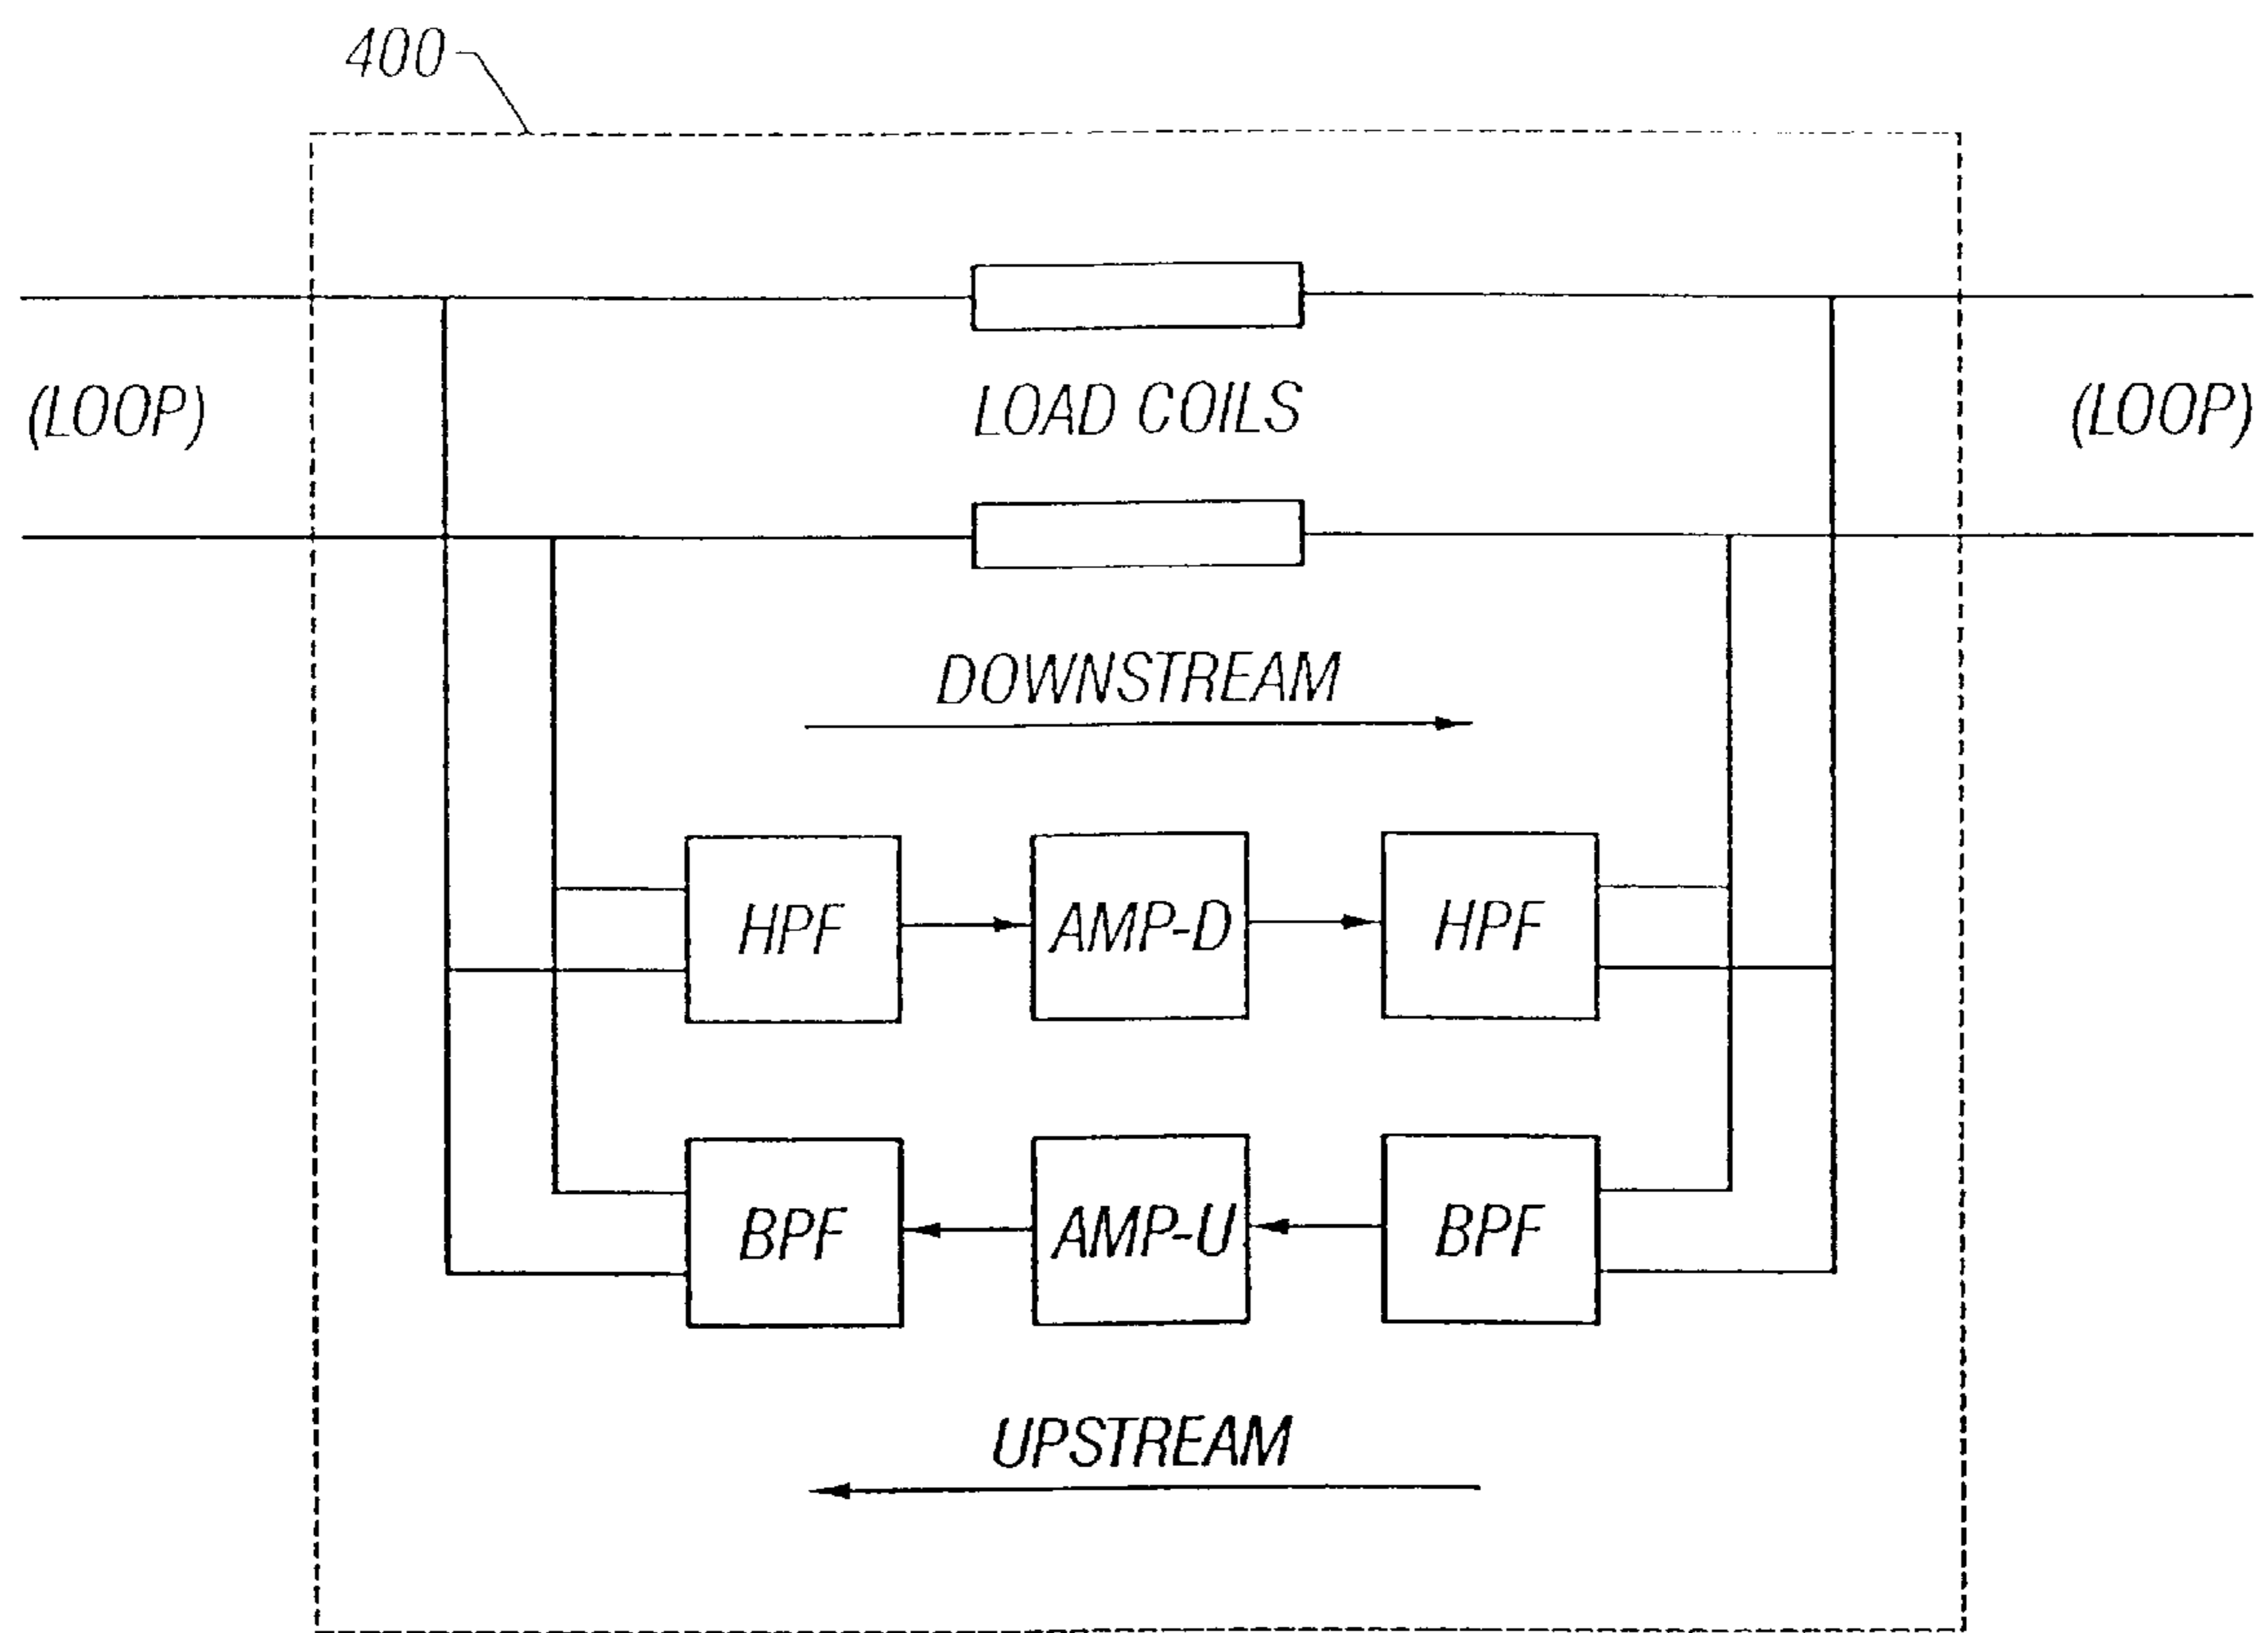 400
(LOOP) LOAD COILS (LOOP)
DOWNSTREAM
HPF AMP-D HPF
BPF AMP-U BPF
UPSTREAM